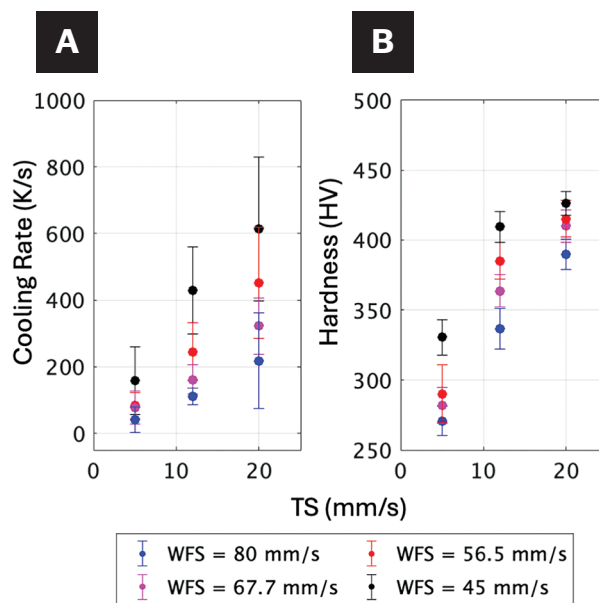 A
B
Cooling Rate (K/s)
1000
800
600
400
200
0
0
10
20
Hardness (HV)
500
450
400
350
300
250
0
10
20
TS (mm/s)
WFS = 80 mm/s
WFS = 56.5 mm/s
WFS = 67.7 mm/s
WFS = 45 mm/s